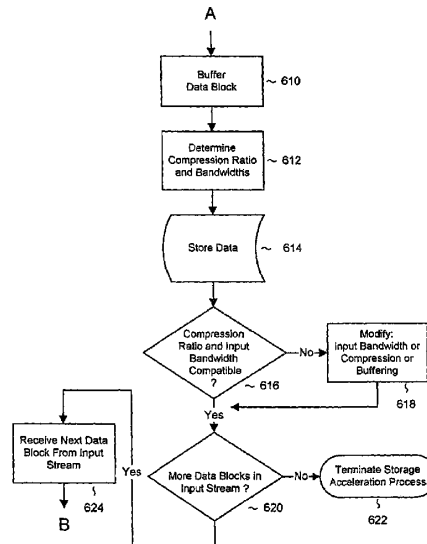 A
Buffer
Data Block
~ 610
Determine
Compression Ratio
and Bandwidths
~ 612
Store Data
~ 614
Compression
Ratio and Input
Bandwidth
Compatible
?
~ 616
No
Modify:
Input Bandwidth or
Compression or
Buffering
~
618
Yes
Receive Next Data
Block From Input
Stream
~
624
B
Yes
More Data Blocks in
Input Stream ?
~ 620
No
Terminate Storage
Acceleration Process
~
622